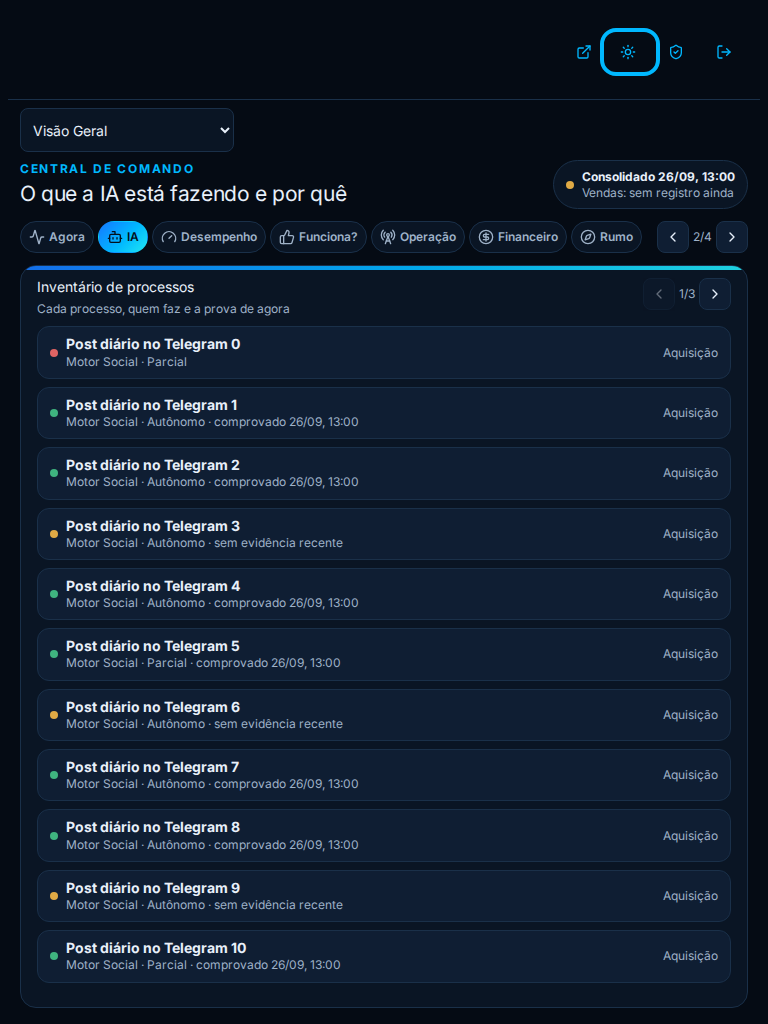 Visão Geral
CENTRAL DE COMANDO
O que a IA está fazendo e por quê
Consolidado 26/09, 13:00
Vendas: sem registro ainda
Agora
IA
Desempenho
Funciona?
Operação
Financeiro
Rumo
2/4
Inventário de processos
Cada processo, quem faz e a prova de agora
1/3
Post diário no Telegram 0
Motor Social · Parcial
Aquisição
Post diário no Telegram 1
Motor Social · Autônomo · comprovado 26/09, 13:00
Aquisição
Post diário no Telegram 2
Motor Social · Autônomo · comprovado 26/09, 13:00
Aquisição
Post diário no Telegram 3
Motor Social · Autônomo · sem evidência recente
Aquisição
Post diário no Telegram 4
Motor Social · Autônomo · comprovado 26/09, 13:00
Aquisição
Post diário no Telegram 5
Motor Social · Parcial · comprovado 26/09, 13:00
Aquisição
Post diário no Telegram 6
Motor Social · Autônomo · sem evidência recente
Aquisição
Post diário no Telegram 7
Motor Social · Autônomo · comprovado 26/09, 13:00
Aquisição
Post diário no Telegram 8
Motor Social · Autônomo · comprovado 26/09, 13:00
Aquisição
Post diário no Telegram 9
Motor Social · Autônomo · sem evidência recente
Aquisição
Post diário no Telegram 10
Motor Social · Parcial · comprovado 26/09, 13:00
Aquisição